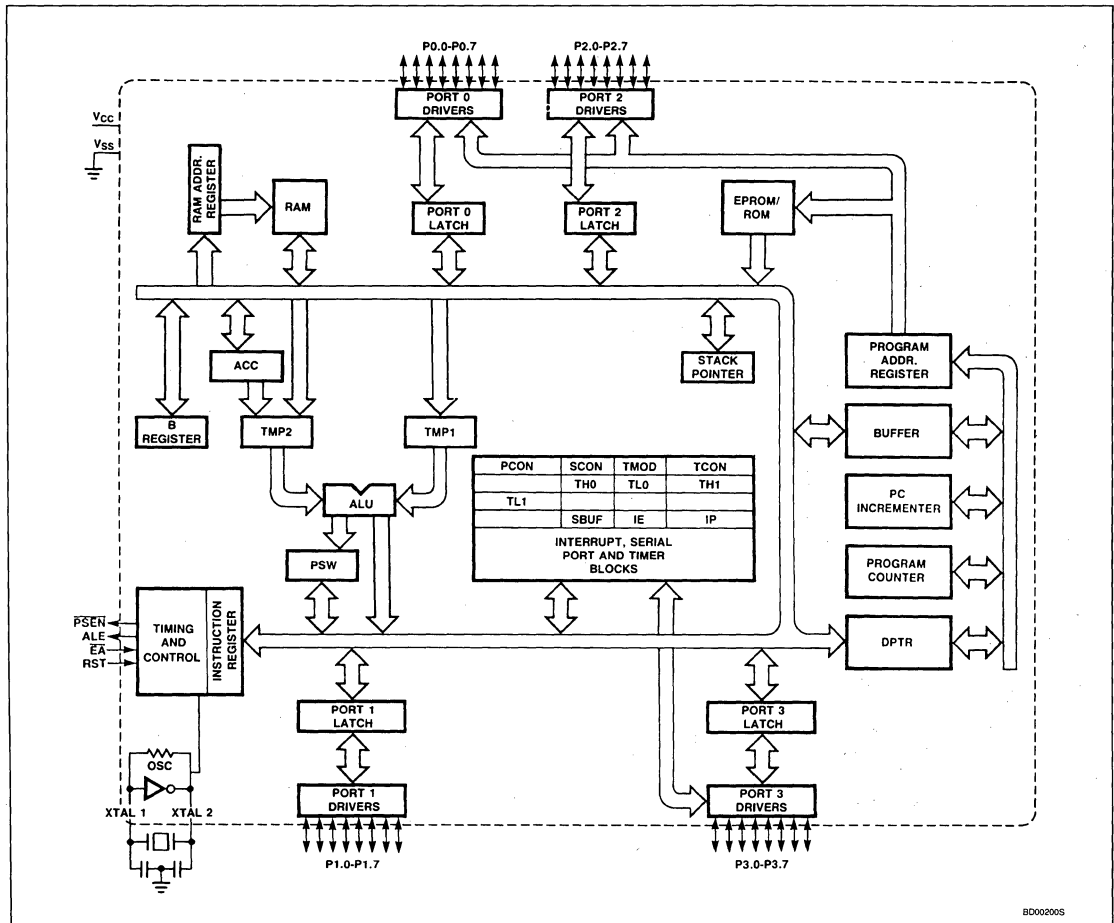 P0.0-P0.7
P2.0-P2.7
PORT 0
DRIVERS
PORT 2
DRIVERS
VCC
VSS
RAM ADDR.
REGISTER
RAM
PORT 0
LATCH
PORT 2
LATCH
EPROM/
ROM
ACC
STACK
POINTER
PROGRAM
ADDR.
REGISTER
B
REGISTER
TMP2
TMP1
BUFFER
PCON SCON TMOD TCON
TH0 TL0 TH1
TL1
SBUF IE IP
INTERRUPT, SERIAL
PORT AND TIMER
BLOCKS
ALU
PC
INCREMENTER
PSW
PROGRAM
COUNTER
PSEN
ALE
EA
RST
TIMING
AND
CONTROL
INSTRUCTION
REGISTER
DPTR
PORT 1
LATCH
PORT 3
LATCH
OSC
XTAL 1 XTAL 2
PORT 1
DRIVERS
PORT 3
DRIVERS
P1.0-P1.7
P3.0-P3.7
BD00200S